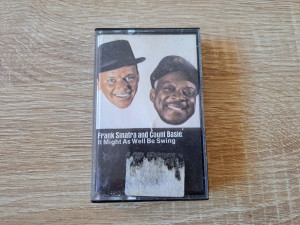 Frank Sinatra and Count Basie
It Might As Well Be Swing